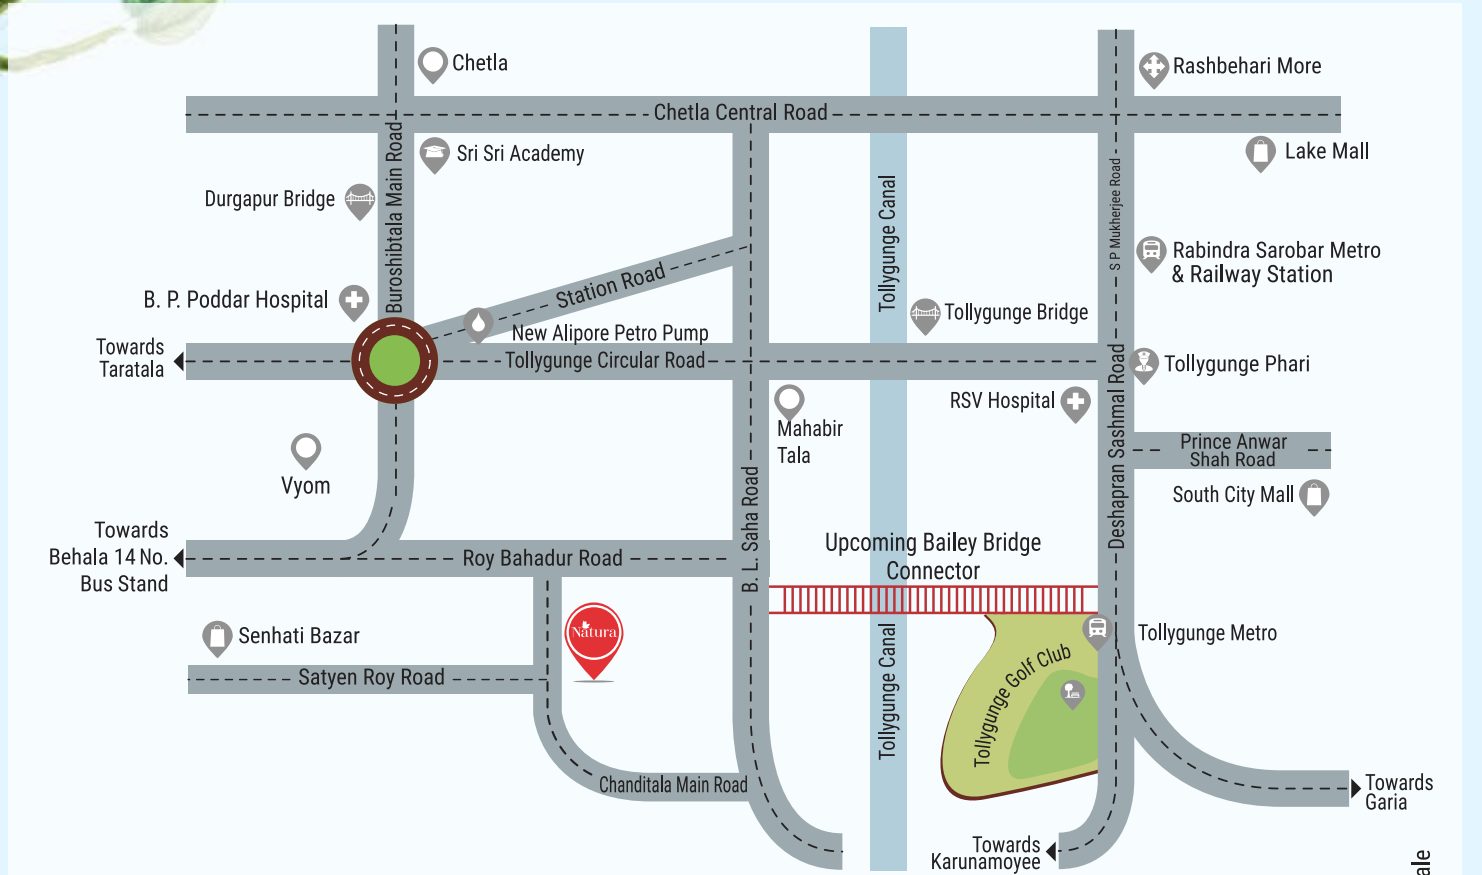 Chetla
Rashbehari More
Chetla Central Road
Buroshibtala Main Road
Sri Sri Academy
Lake Mall
Durgapur Bridge
Tollygunge Canal
S P Mukherjee Road
Rabindra Sarobar Metro
& Railway Station
Station Road
B. P. Poddar Hospital
Tollygunge Bridge
New Alipore Petro Pump
Towards
Taratala
Tollygunge Circular Road
Tollygunge Phari
RSV Hospital
Mahabir
Tala
Deshapran Sashmal Road
Prince Anwar
Shah Road
Vyom
South City Mall
B. L. Saha Road
Towards
Behala 14 No.
Bus Stand
Roy Bahadur Road
Upcoming Bailey Bridge
Connector
Natura
Senhati Bazar
Tollygunge Metro
Satyen Roy Road
Tollygunge Canal
Tollygunge Golf Club
Chanditala Main Road
Towards
Garia
Towards
Karunamoyee